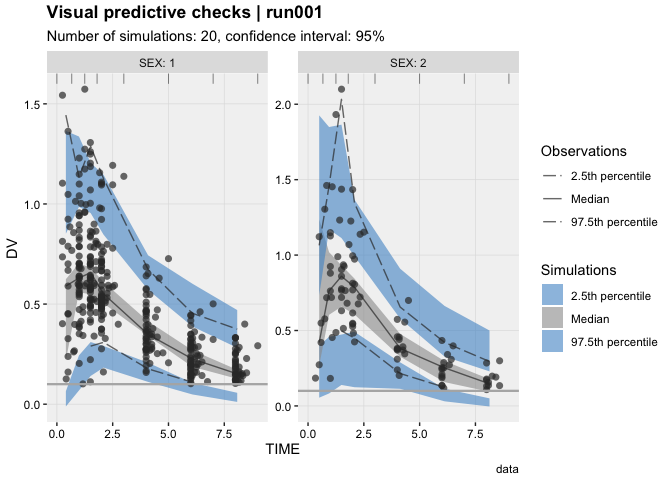 Visual predictive checks | run001
Number of simulations: 20, confidence interval: 95%
SEX: 1
SEX: 2
DV
1.5
1.0
0.5
0.0
2.0
1.5
1.0
0.5
0.0
0.0 2.5 5.0 7.5
0.0 2.5 5.0 7.5
TIME
data
Observations
2.5th percentile
Median
97.5th percentile
Simulations
2.5th percentile
Median
97.5th percentile